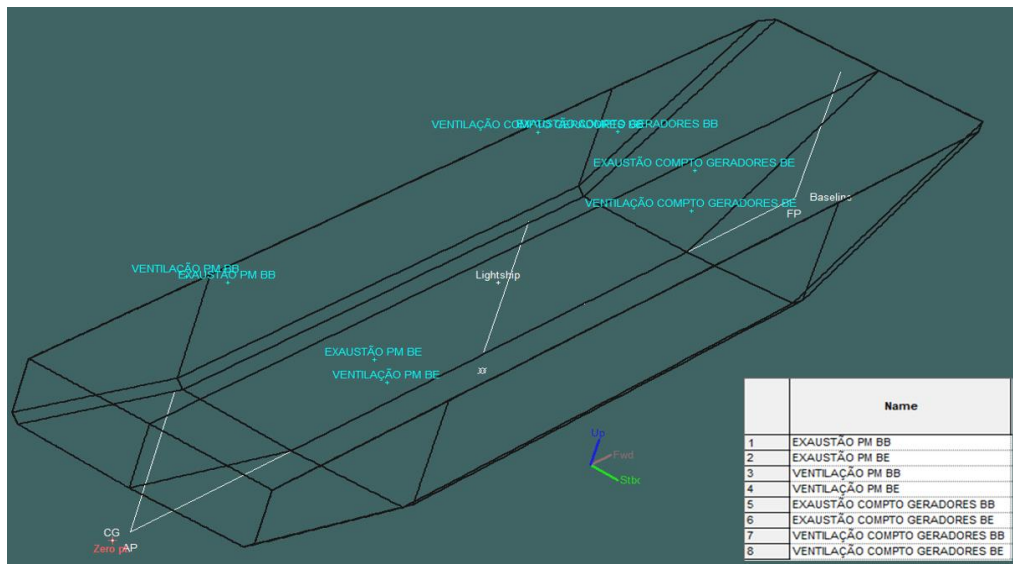 VENTILAÇÃO COMPTO GERADORES BB
EXAUSTÃO COMPTO GERADORES BB
EXAUSTÃO COMPTO GERADORES BE
VENTILAÇÃO COMPTO GERADORES BE
Baseline
FP
VENTILAÇÃO PM BB
EXAUSTÃO PM BB
Lightship
EXAUSTÃO PM BE
VENTILAÇÃO PM BE
Up
Fwd
Stbd
CG
Zero pt
AP
Name
1 EXAUSTÃO PM BB
2 EXAUSTÃO PM BE
3 VENTILAÇÃO PM BB
4 VENTILAÇÃO PM BE
5 EXAUSTÃO COMPTO GERADORES BB
6 EXAUSTÃO COMPTO GERADORES BE
7 VENTILAÇÃO COMPTO GERADORES BB
8 VENTILAÇÃO COMPTO GERADORES BE